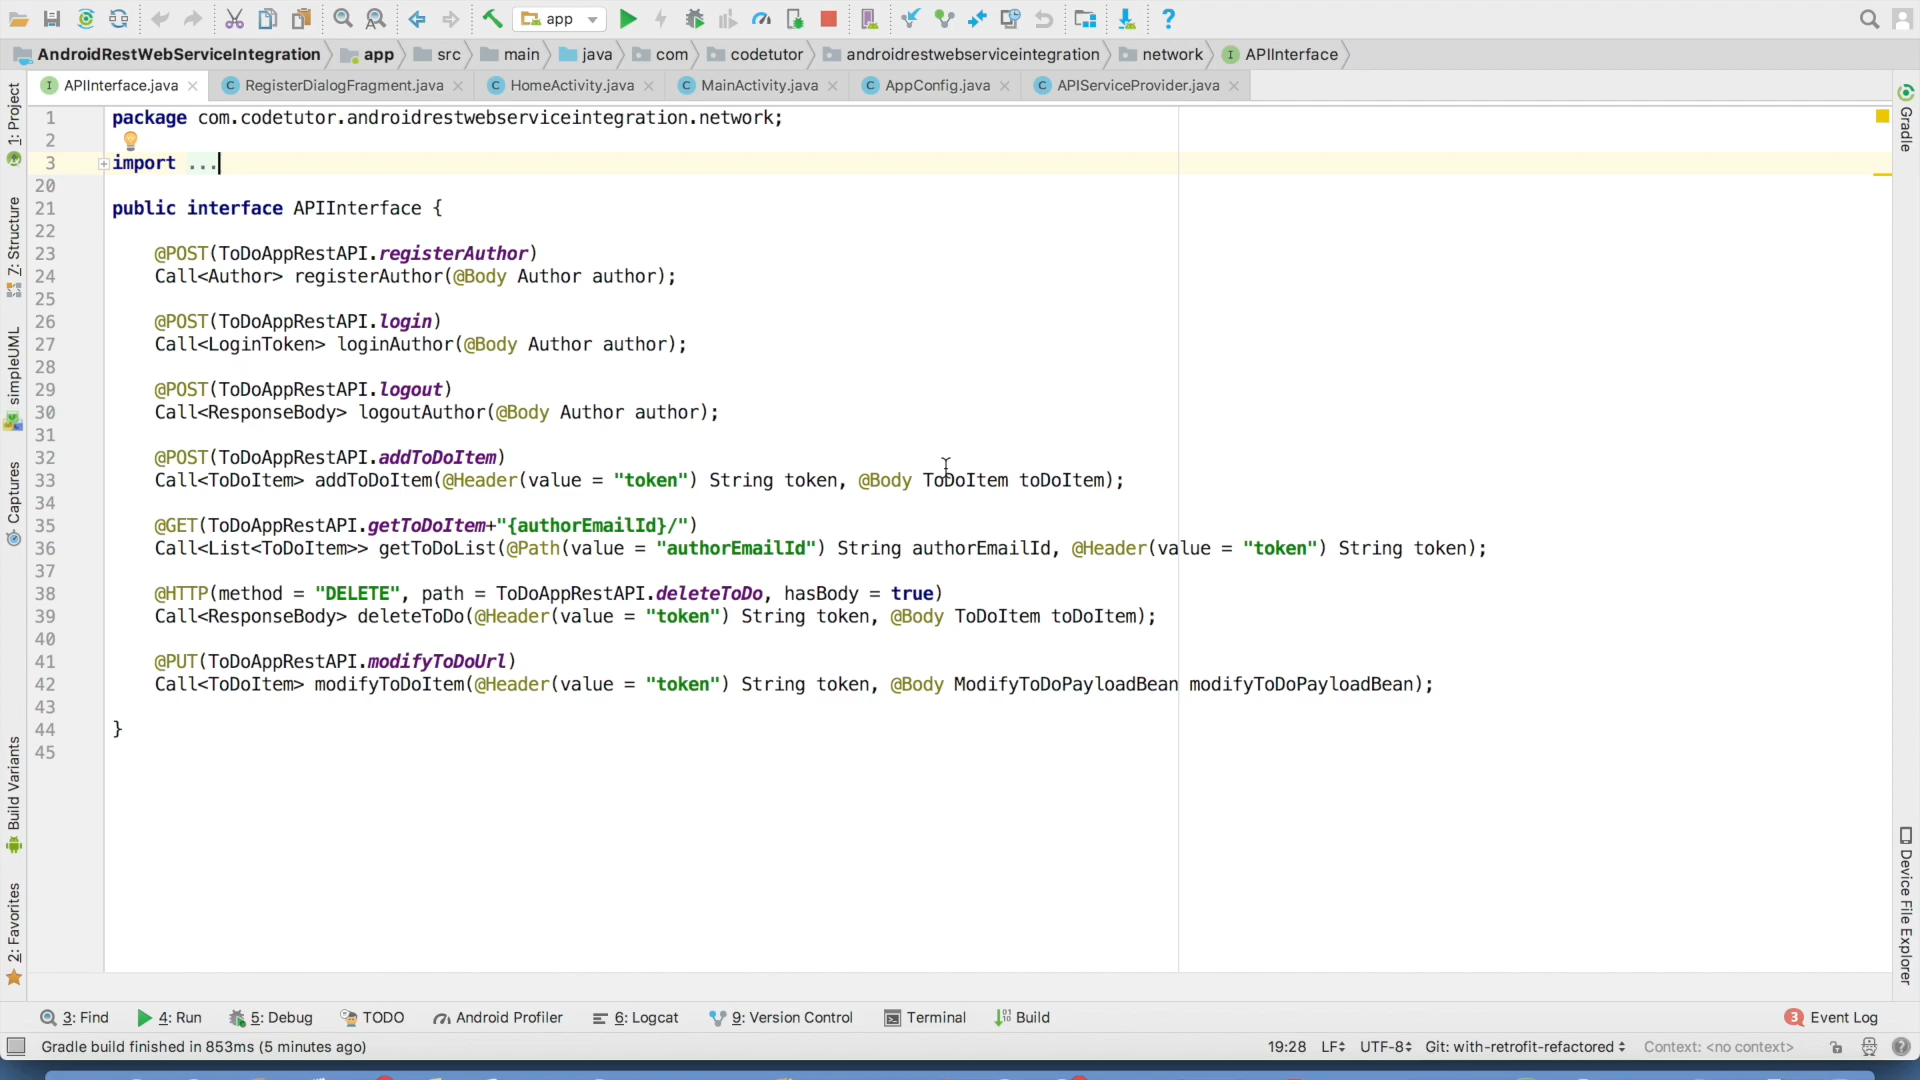 app
AndroidRestWebServiceIntegration app src main java com codetutor androidrestwebserviceintegration network APIInterface
APIInterface.java RegisterDialogFragment.java HomeActivity.java MainActivity.java AppConfig.java APIServiceProvider.java
1: Project
7: Structure
simpleUML
Captures
Build Variants
2: Favorites
1 package com.codetutor.androidrestwebserviceintegration.network;
2
3 import ...
20
21 public interface APIInterface {
22
23 @POST(ToDoAppRestAPI.registerAuthor)
24 Call<Author> registerAuthor(@Body Author author);
25
26 @POST(ToDoAppRestAPI.login)
27 Call<LoginToken> loginAuthor(@Body Author author);
28
29 @POST(ToDoAppRestAPI.logout)
30 Call<ResponseBody> logoutAuthor(@Body Author author);
31
32 @POST(ToDoAppRestAPI.addToDoItem)
33 Call<ToDoItem> addToDoItem(@Header(value = "token") String token, @Body ToDoItem toDoItem);
34
35 @GET(ToDoAppRestAPI.getToDoItem+"{authorEmailId}/")
36 Call<List<ToDoItem>> getToDoList(@Path(value = "authorEmailId") String authorEmailId, @Header(value = "token") String token);
37
38 @HTTP(method = "DELETE", path = ToDoAppRestAPI.deleteToDo, hasBody = true)
39 Call<ResponseBody> deleteToDo(@Header(value = "token") String token, @Body ToDoItem toDoItem);
40
41 @PUT(ToDoAppRestAPI.modifyToDoUrl)
42 Call<ToDoItem> modifyToDoItem(@Header(value = "token") String token, @Body ModifyToDoPayloadBean modifyToDoPayloadBean);
43
44 }
45
Gradle
Device File Explorer
3: Find 4: Run 5: Debug TODO Android Profiler 6: Logcat 9: Version Control Terminal Build 3 Event Log
Gradle build finished in 853ms (5 minutes ago) 19:28 LF UTF-8 Git: with-retrofit-refactored Context: <no context>